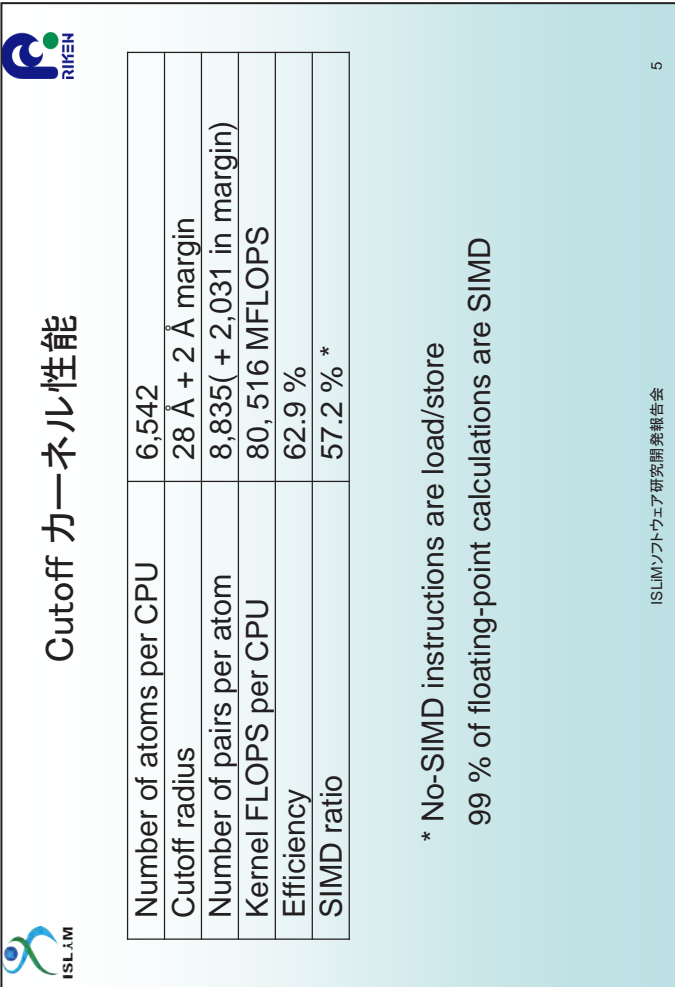 ISLiM
RIKEN
Cutoff カーネル性能
Number of atoms per CPU 6,542
Cutoff radius 28 Å + 2 Å margin
Number of pairs per atom 8,835( + 2,031 in margin)
Kernel FLOPS per CPU 80, 516 MFLOPS
Efficiency 62.9 %
SIMD ratio 57.2 % *
* No-SIMD instructions are load/store
99 % of floating-point calculations are SIMD
ISLiMソフトウェア研究開発報告会 5